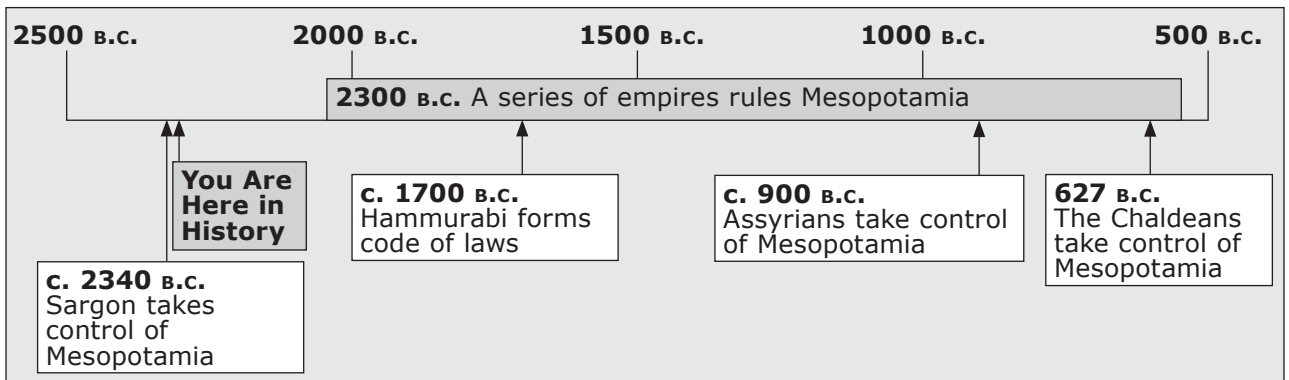 2500 B.C. 2000 B.C. 1500 B.C. 1000 B.C. 500 B.C.
2300 B.C. A series of empires rules Mesopotamia
You Are
Here in
History
c. 2340 B.C.
Sargon takes
control of
Mesopotamia
c. 1700 B.C.
Hammurabi forms
code of laws
c. 900 B.C.
Assyrians take control
of Mesopotamia
627 B.C.
The Chaldeans
take control of
Mesopotamia